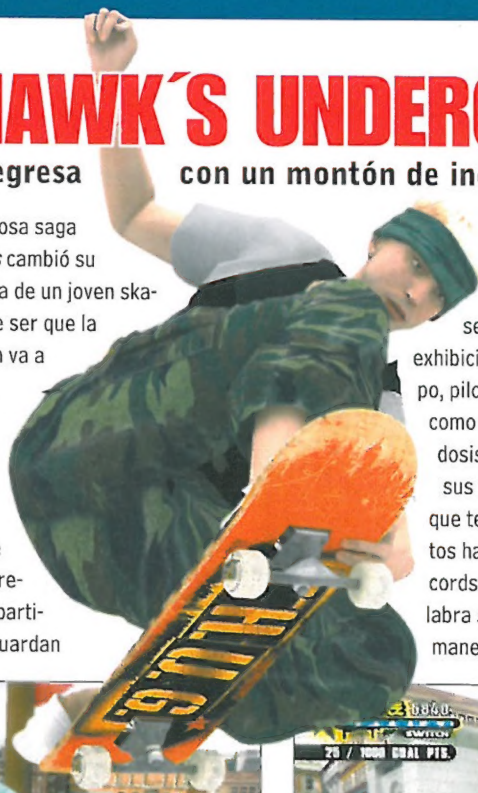 HAWK´S UNDERG
egresa con un montón de in
osa saga
s cambió su
a de un joven ska-
e ser que la
n va a
e
re-
parti-
uardan
se
exhibici
po, pilo
como
dosis
sus
que te
tos ha
cords
labra
mane
T.H.U.G.
SWITCH
25 / 1000 GOAL PTS.